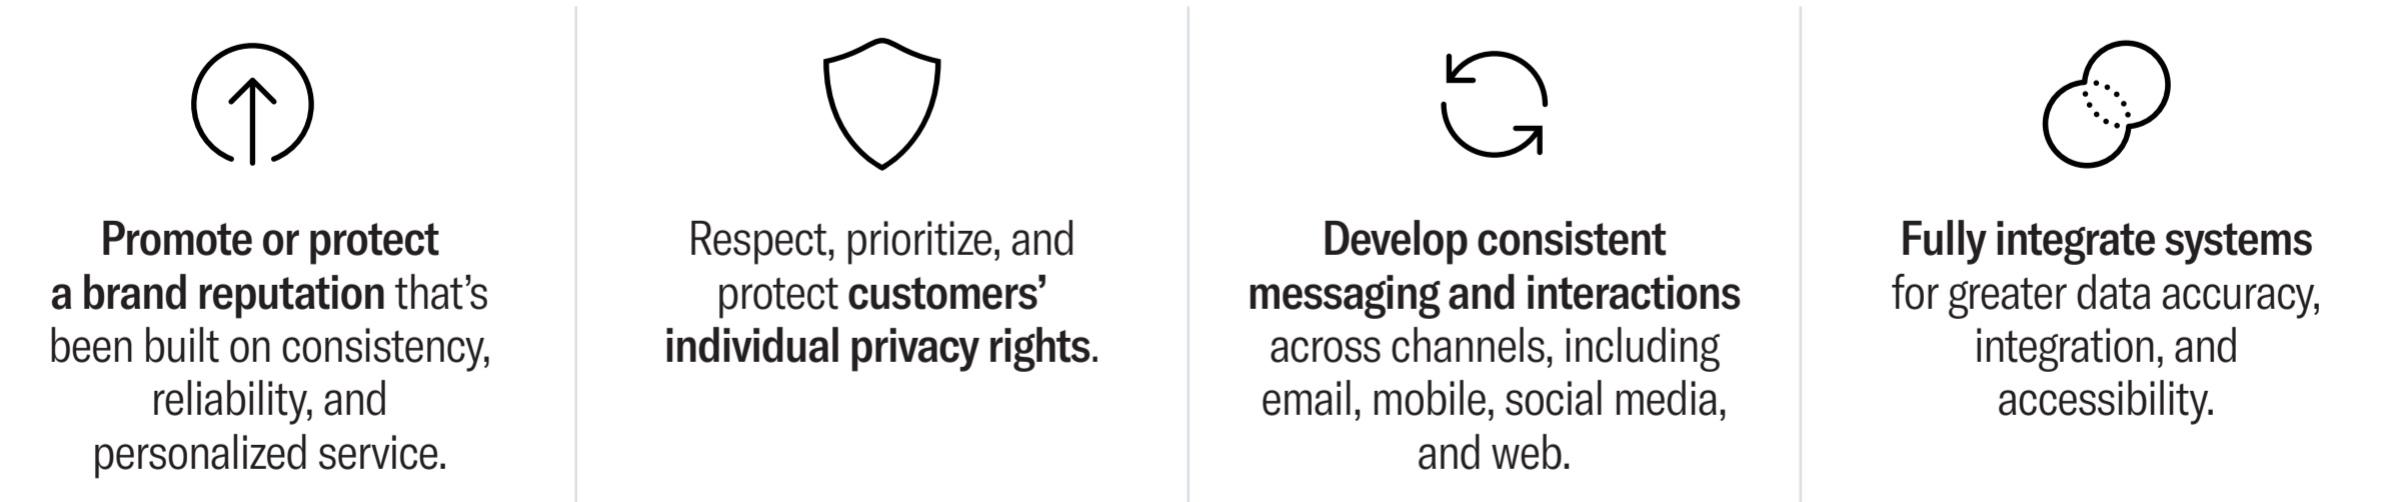 Promote or protect
a brand reputation that’s
been built on consistency,
reliability, and
personalized service.
Respect, prioritize, and
protect customers’
individual privacy rights.
Develop consistent
messaging and interactions
across channels, including
email, mobile, social media,
and web.
Fully integrate systems
for greater data accuracy,
integration, and
accessibility.